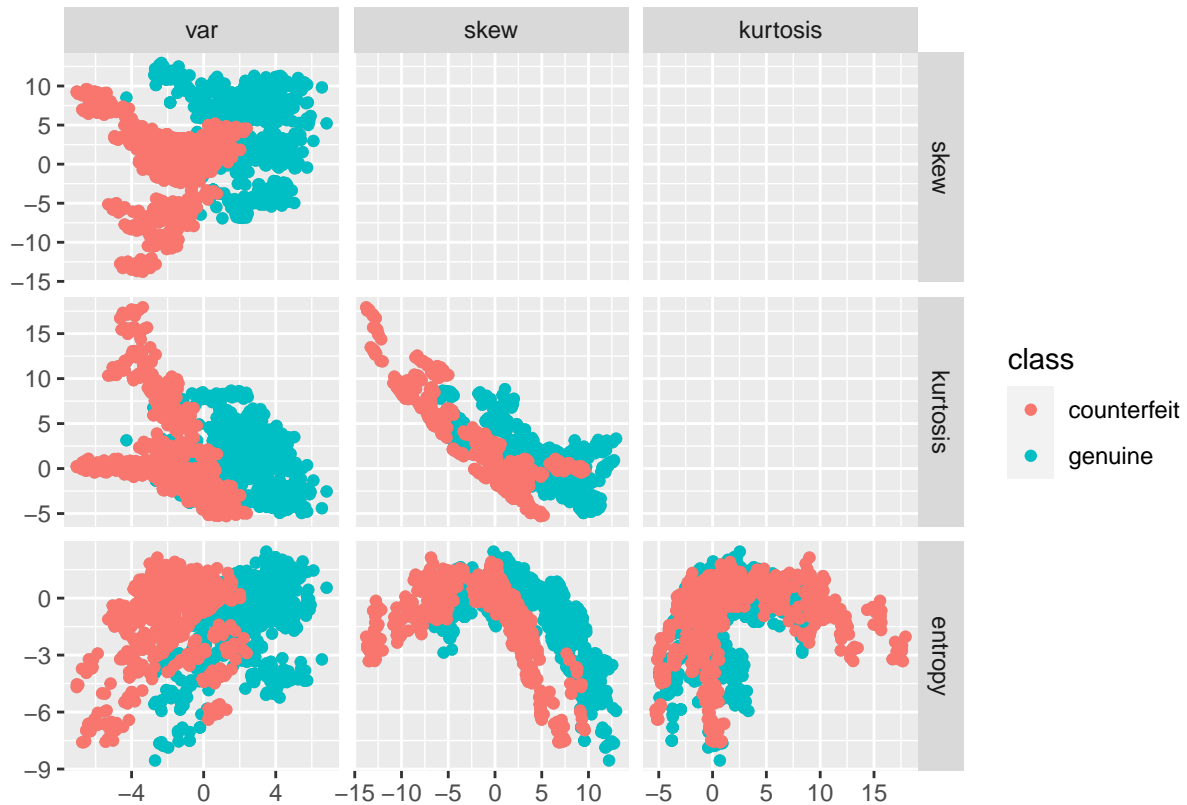 var skew kurtosis
10
5
0
−5
−10
−15
skew
15
10
5
0
−5
kurtosis
class
counterfeit
genuine
0
−3
−6
−9
entropy
−4 0 4 −15 −10 −5 0 5 10 −5 0 5 10 15